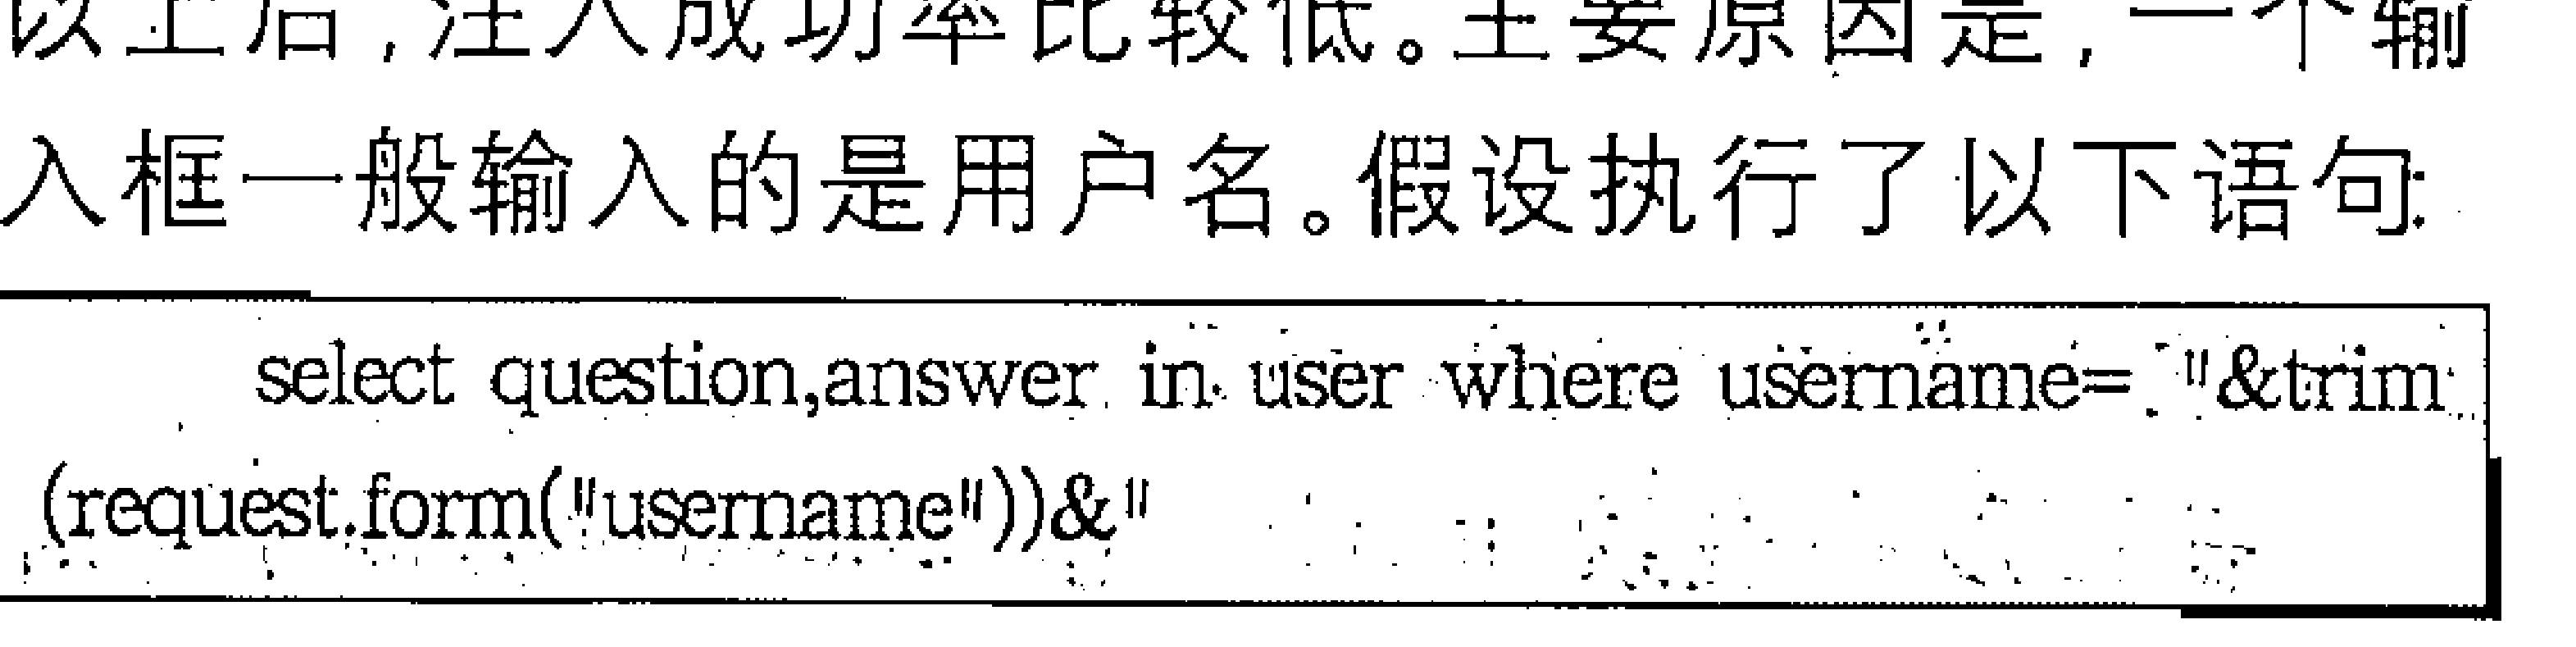 以上后,注入成功率比较低。主要原因是,一个输
入框一般输入的是用户名。假设执行了以下语句:
select question,answer in user where username= "&trim
(request.form("username"))&"